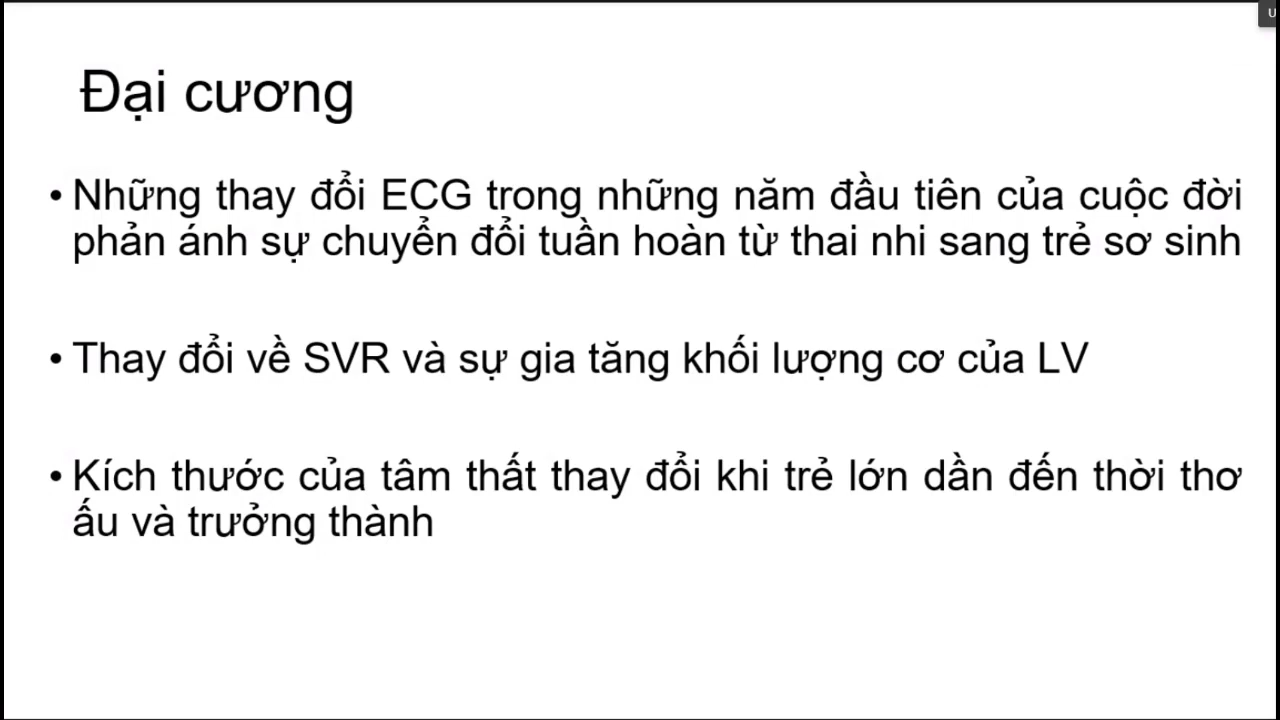 Đại cương
• Những thay đổi ECG trong những năm đầu tiên của cuộc đời
phản ánh sự chuyển đổi tuần hoàn từ thai nhi sang trẻ sơ sinh
• Thay đổi về SVR và sự gia tăng khối lượng cơ của LV
• Kích thước của tâm thất thay đổi khi trẻ lớn dần đến thời thơ
ấu và trưởng thành